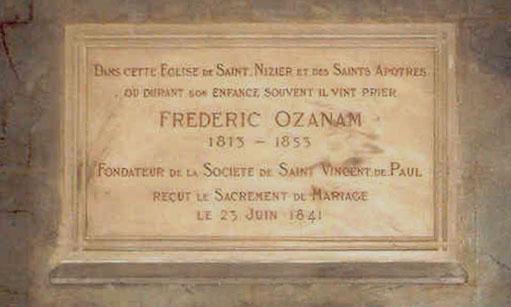 DANS CETTE EGLISE DE SAINT NIZIER ET DES SAINTS APOTRES
OU DURANT SON ENFANCE SOUVENT IL VINT PRIER
FREDERIC OZANAM
1813 – 1853
FONDATEUR DE LA SOCIETE DE SAINT VINCENT DE PAUL
REÇUT LE SACREMENT DE MARIAGE
LE 23 JUIN 1841